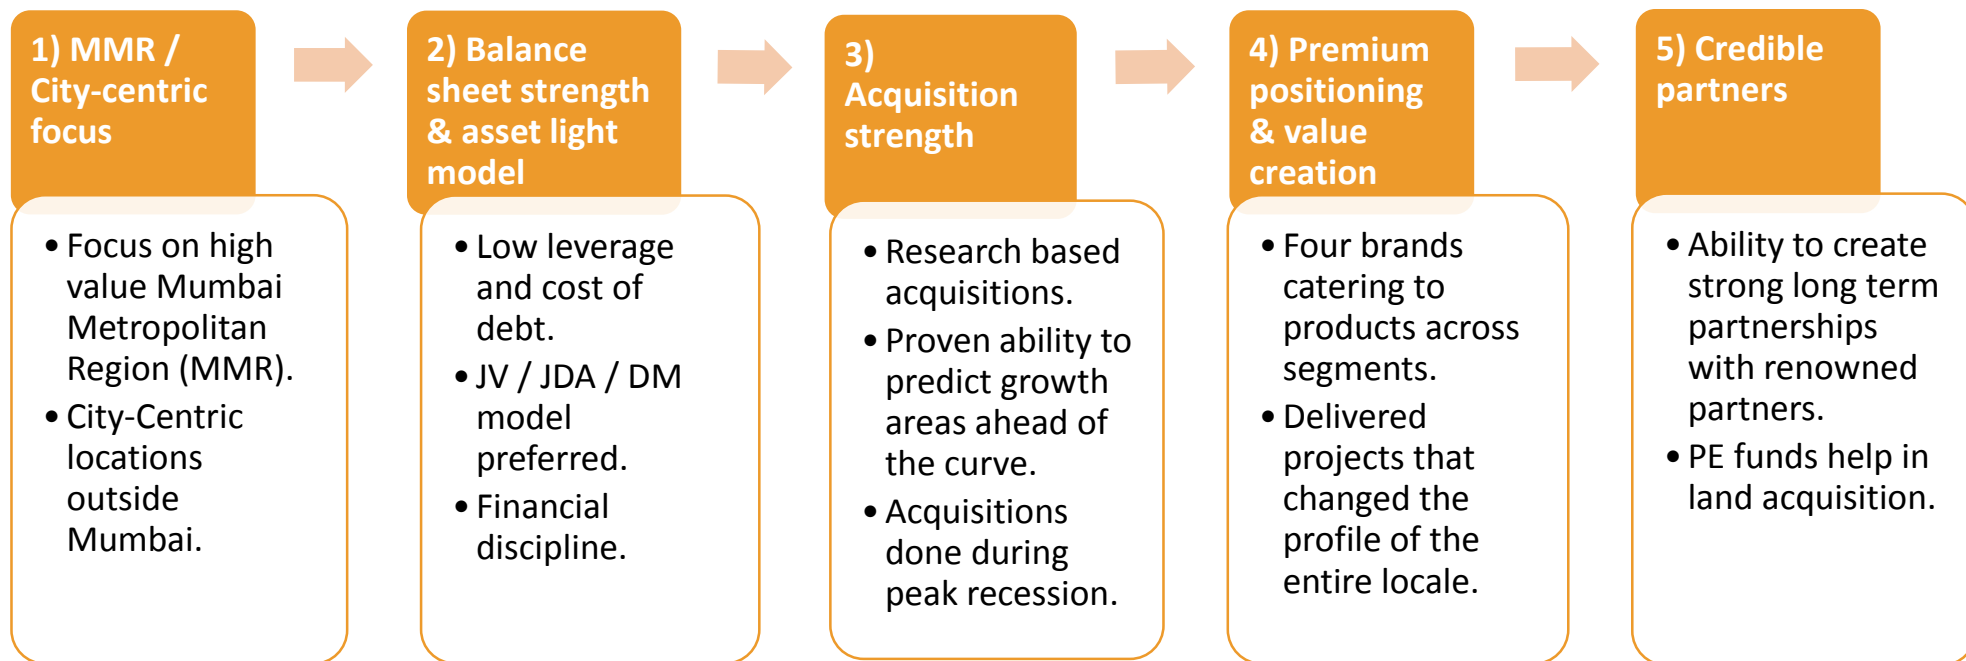 1) MMR /
City-centric
focus
• Focus on high
value Mumbai
Metropolitan
Region (MMR).
• City-Centric
locations
outside
Mumbai.
2) Balance
sheet strength
& asset light
model
• Low leverage
and cost of
debt.
• JV / JDA / DM
model
preferred.
• Financial
discipline.
3)
Acquisition
strength
• Research based
acquisitions.
• Proven ability to
predict growth
areas ahead of
the curve.
• Acquisitions
done during
peak recession.
4) Premium
positioning
& value
creation
• Four brands
catering to
products across
segments.
• Delivered
projects that
changed the
profile of the
entire locale.
5) Credible
partners
• Ability to create
strong long term
partnerships
with renowned
partners.
• PE funds help in
land acquisition.